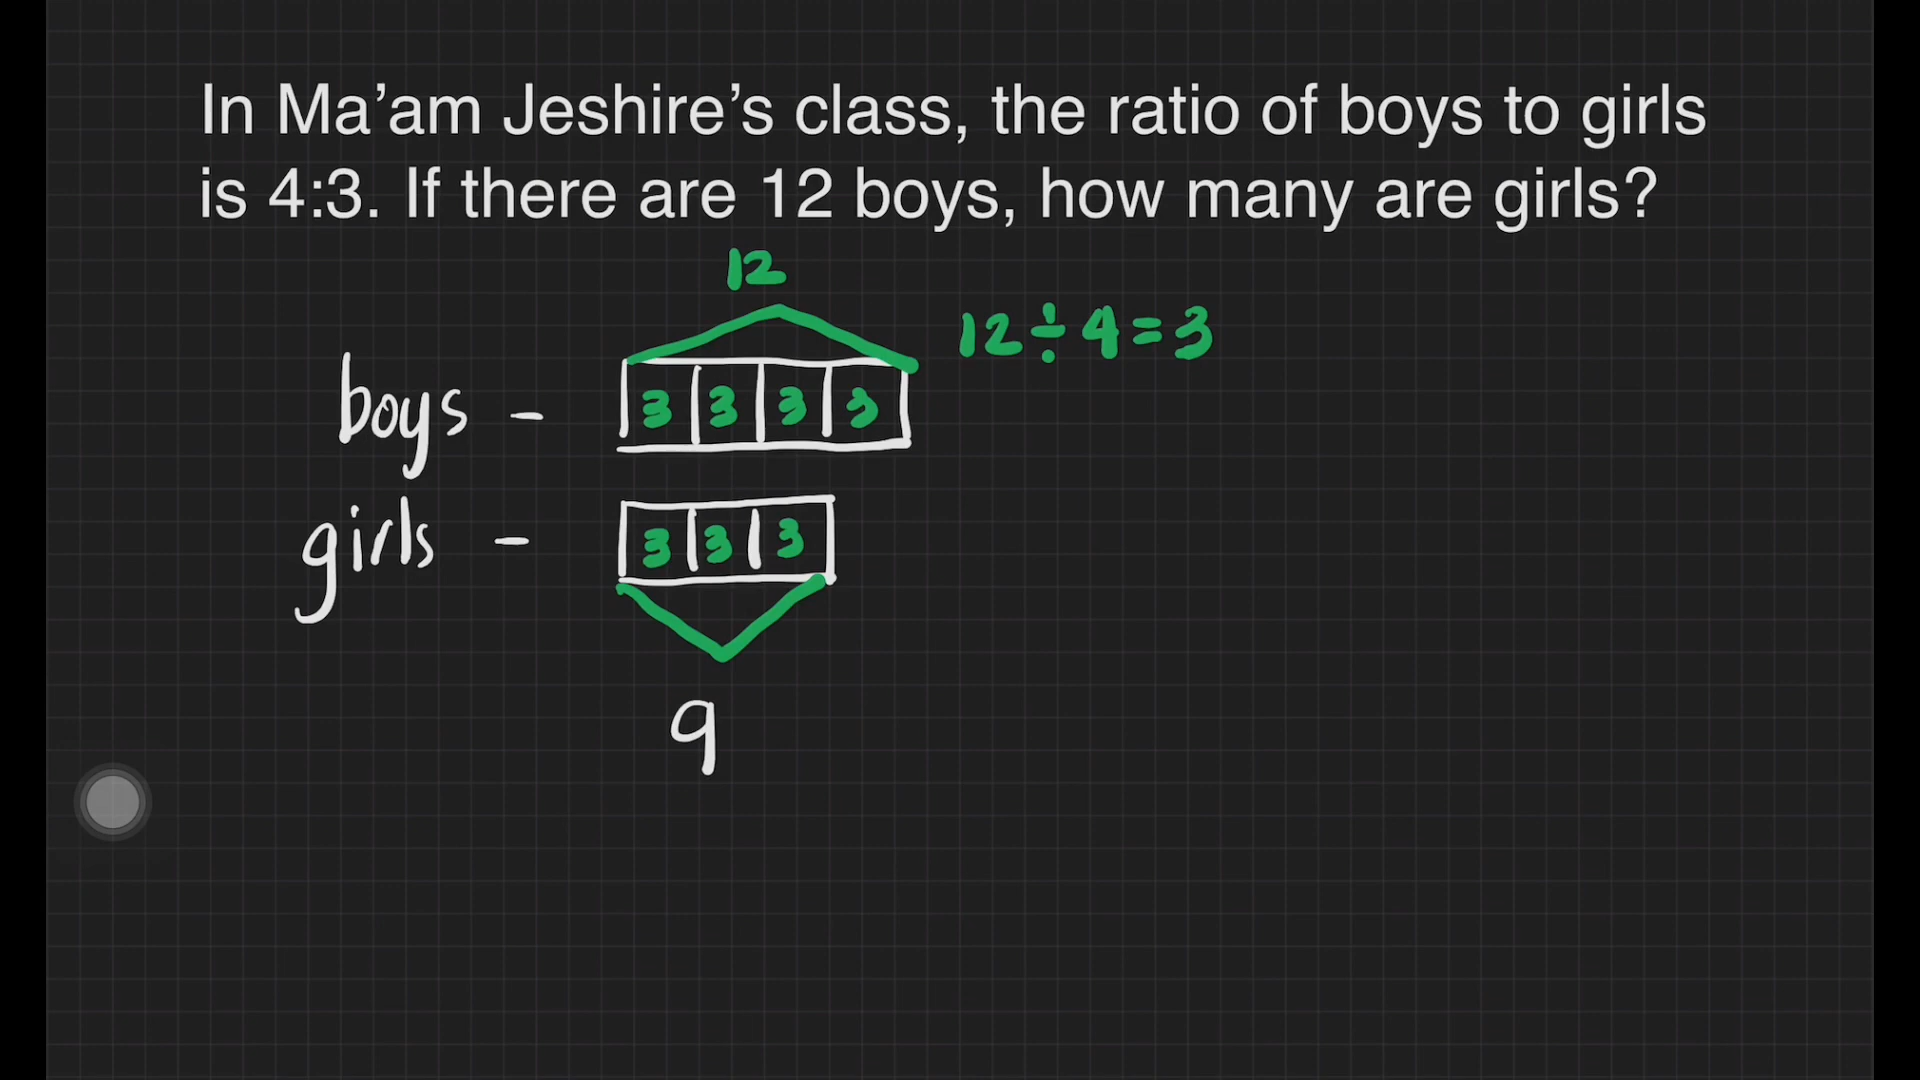 In Ma’am Jeshire’s class, the ratio of boys to girls
is 4:3. If there are 12 boys, how many are girls?
12
12 ÷ 4 = 3
boys - 3 3 3 3
girls - 3 3 3
9